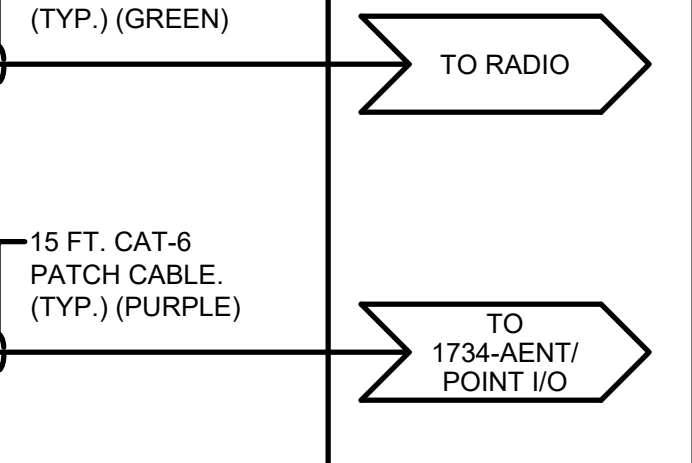 (TYP.) (GREEN)
TO RADIO
15 FT. CAT-6
PATCH CABLE.
(TYP.) (PURPLE)
TO
1734-AENT/
POINT I/O